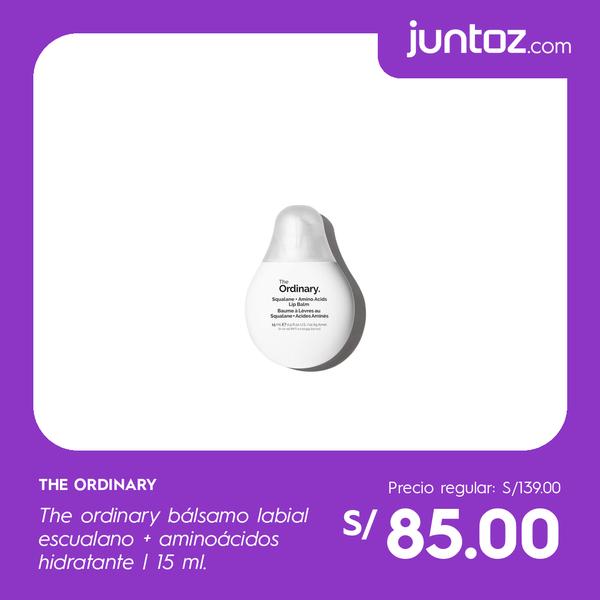 juntoz.com
The
Ordinary.
Squalane + Amino Acids
Lip Balm
Baume à Lèvres au
Squalane + Acides Aminés
THE ORDINARY
The ordinary bálsamo labial
escualano + aminoácidos
hidratante | 15 ml.
Precio regular: S/139.00
S/ 85.00